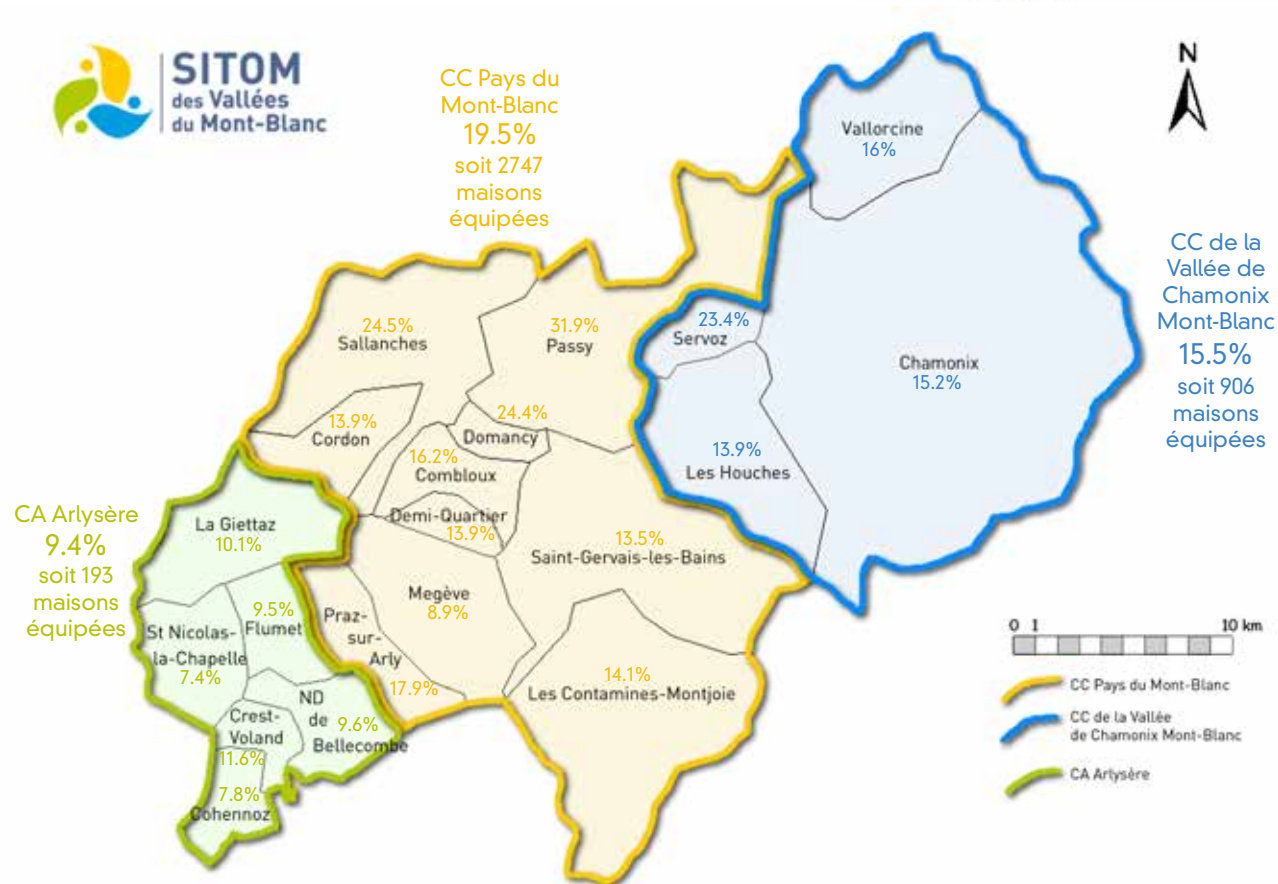 SITOM
des Vallées
du Mont-Blanc
CC Pays du
Mont-Blanc
19.5%
soit 2747
maisons
équipées
N
Vallorcine
16%
CC de la
Vallée de
Chamonix
Mont-Blanc
15.5%
soit 906
maisons
équipées
24.5%
Sallanches
31.9%
Passy
23.4%
Servoz
Chamonix
15.2%
13.9%
Cordon
24.4%
Domancy
16.2%
Combloux
13.9%
Les Houches
Demi-Quartier
13.9%
13.5%
Saint-Gervais-les-Bains
CA Arlysère
9.4%
soit 193
maisons
équipées
La Giettaz
10.1%
Megève
8.9%
9.5%
Flumet
Praz-
sur-
Arly
17.9%
St Nicolas-
la-Chapelle
7.4%
14.1%
Les Contamines-Montjoie
ND
de
Bellecombe
9.6%
Crest-
Voland
11.6%
7.8%
Cohennoz
0 1 10 km
CC Pays du Mont-Blanc
CC de la Vallée
de Chamonix Mont-Blanc
CA Arlysère